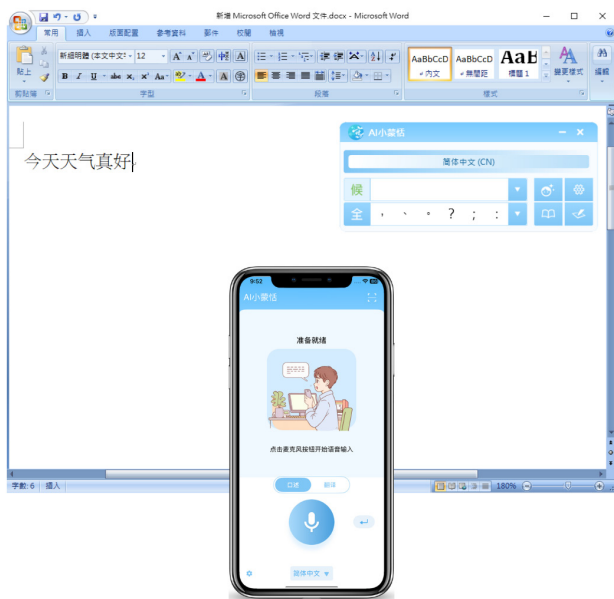 新增 Microsoft Office Word 文件.docx - Microsoft Word
常用 插入 版面配置 參考資料 郵件 校閱 檢視
貼上
新細明體 (本文中文) 12
B I U abc x₂ x² Aa A
AaBbCcD AaBbCcD AaBb
內文 無間距 標題 1
變更樣式 編輯
剪貼簿 字型 段落 樣式
今天天气真好.
AI小蒙恬
简体中文 (CN)
候
全 , 、 。 ? ; :
9:52
AI小蒙恬
准备就绪
点击麦克风按钮开始语音输入
口述 翻译
简体中文
字數: 6 插入 180%